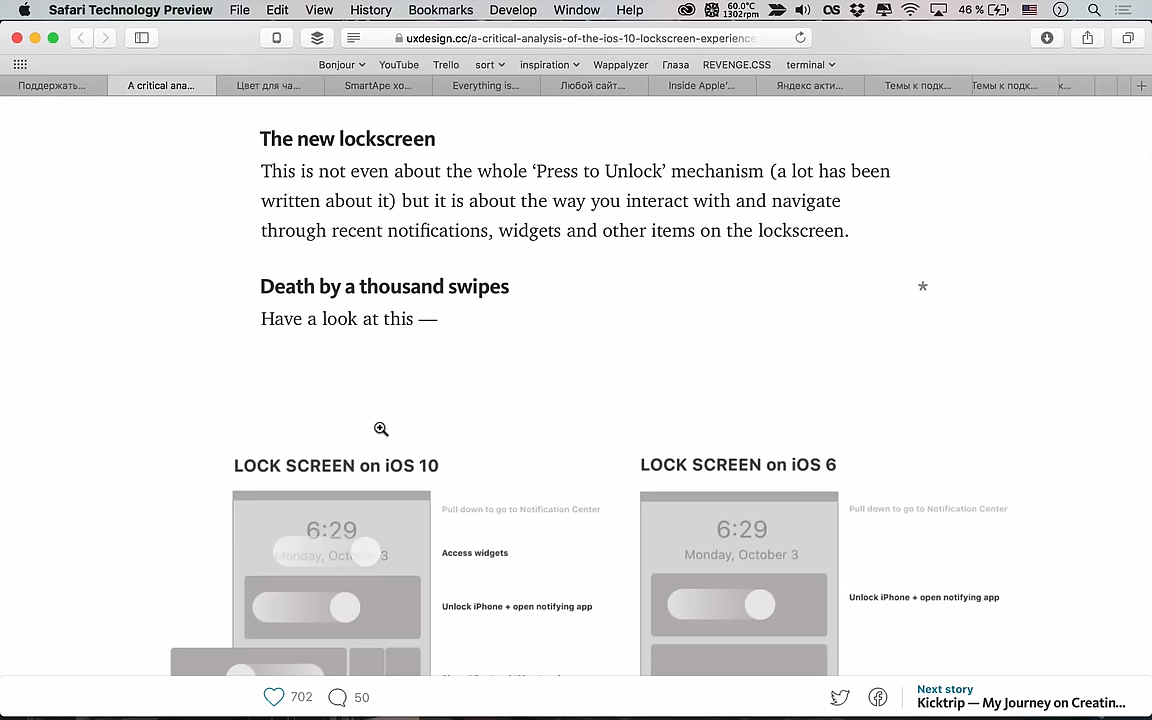 Safari Technology Preview File Edit View History Bookmarks Develop Window Help 60.0°C 1302rpm 46 %
uxdesign.cc/a-critical-analysis-of-the-ios-10-lockscreen-experience
Bonjour YouTube Trello sort inspiration Wappalyzer Глаза REVENGE.CSS terminal
Поддержать... A critical ana... Цвет для ча... SmartApe хо... Everything is... Любой сайт... Inside Apple'... Яндекс акти... Темы к подк... Темы к подк... к...
The new lockscreen
This is not even about the whole ‘Press to Unlock’ mechanism (a lot has been
written about it) but it is about the way you interact with and navigate
through recent notifications, widgets and other items on the lockscreen.
Death by a thousand swipes *
Have a look at this —
LOCK SCREEN on iOS 10
LOCK SCREEN on iOS 6
Pull down to go to Notification Center
Pull down to go to Notification Center
6:29
6:29
Monday, October 3
Monday, October 3
Access widgets
Unlock iPhone + open notifying app
Unlock iPhone + open notifying app
702 50
Next story
Kicktrip — My Journey on Creatin...